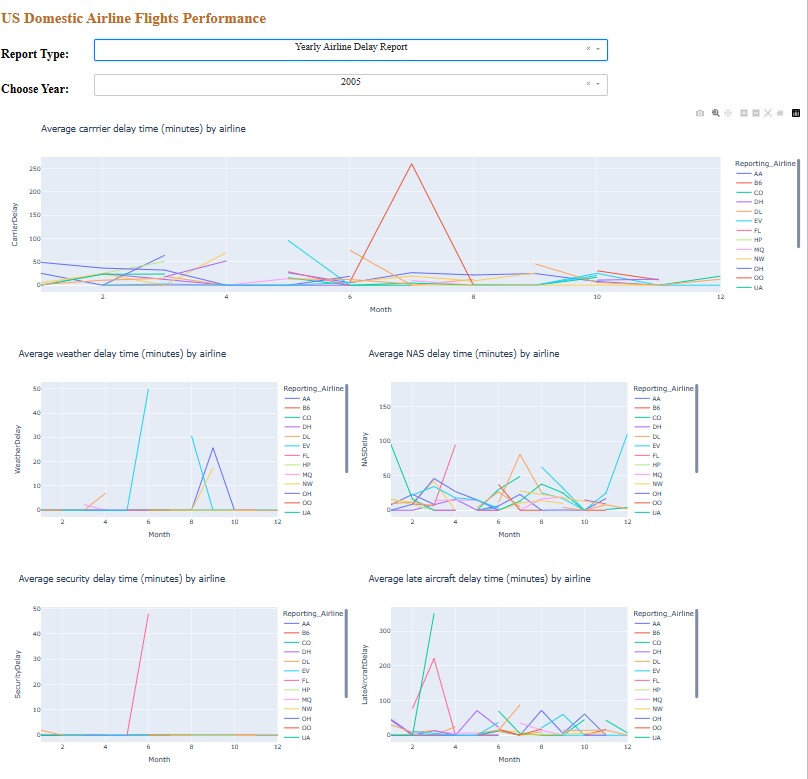 US Domestic Airline Flights Performance
Report Type:
Yearly Airline Delay Report
Choose Year:
2005
Average carrrier delay time (minutes) by airline
CarrierDelay
250
200
150
100
50
0
2 4 6 8 10 12
Month
Reporting_Airline
AA
B6
CO
DH
DL
EV
FL
HP
MQ
NW
OH
OO
UA
Average weather delay time (minutes) by airline
WeatherDelay
50
40
30
20
10
0
2 4 6 8 10 12
Month
Reporting_Airline
AA
B6
CO
DH
DL
EV
FL
HP
MQ
NW
OH
OO
UA
Average NAS delay time (minutes) by airline
NASDelay
150
100
50
0
2 4 6 8 10 12
Month
Reporting_Airline
AA
B6
CO
DH
DL
EV
FL
HP
MQ
NW
OH
OO
UA
Average security delay time (minutes) by airline
SecurityDelay
50
40
30
20
10
0
2 4 6 8 10 12
Month
Reporting_Airline
AA
B6
CO
DH
DL
EV
FL
HP
MQ
NW
OH
OO
UA
Average late aircraft delay time (minutes) by airline
LateAircraftDelay
300
200
100
0
2 4 6 8 10 12
Month
Reporting_Airline
AA
B6
CO
DH
DL
EV
FL
HP
MQ
NW
OH
OO
UA